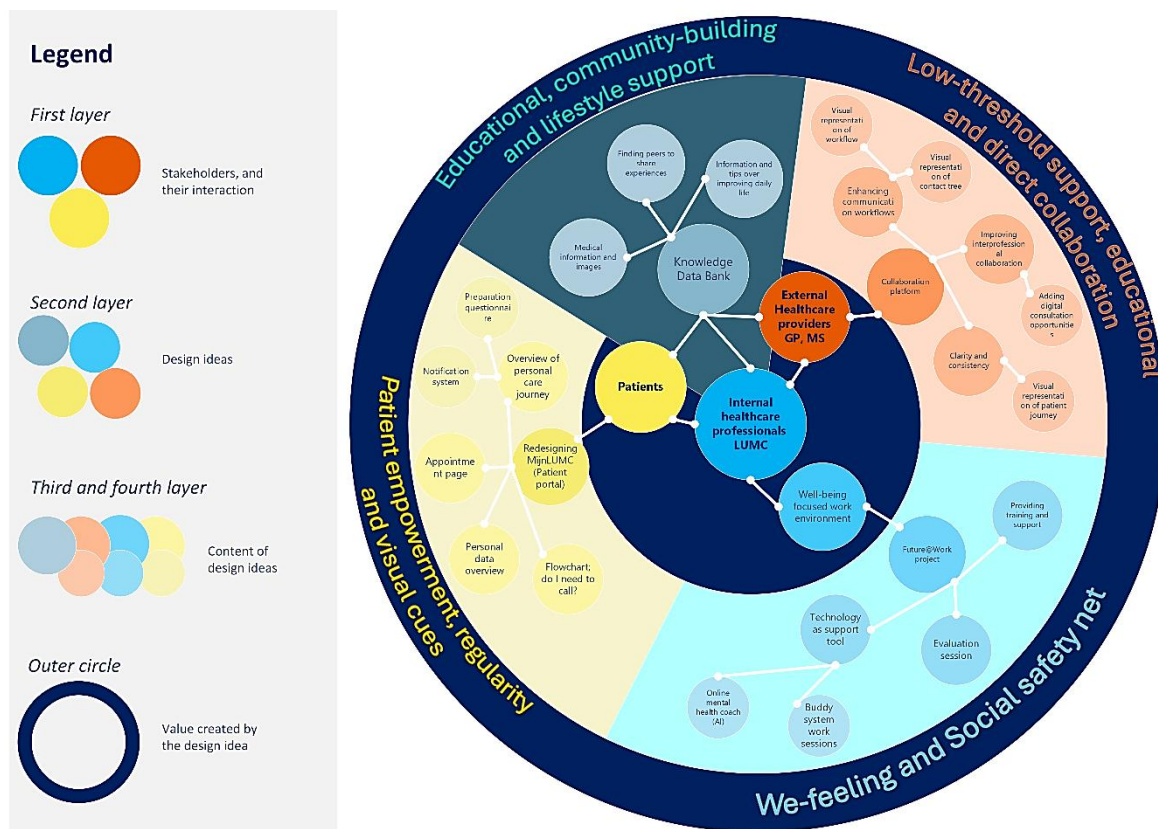 Legend
First layer
Stakeholders, and
their interaction
Second layer
Design ideas
Third and fourth layer
Content of
design ideas
Outer circle
Value created by
the design idea
Educational, community-building
and lifestyle support
Low-threshold support, educational
and direct collaboration
Patient empowerment, regularity
and visual cues
We-feeling and Social safety net
Finding peers to
share
experiences
Information and
tips over
improving daily
life
Medical
information and
images
Knowledge
Data Bank
Visual
representati
on of
workflow
Visual
representati
on of
contact tree
Enhancing
communicati
on workflows
Improving
interprofession
al collaboration
Collaboration
platform
Adding
digital
consultation
opportunitie
s
Clarity and
consistency
Visual
representati
on of patient
journey
External
Healthcare
providers
GP, MS
Patients
Internal
healthcare
professionals
LUMC
Preparation
questionnai
re
Notification
system
Overview of
personal
care
journey
Redesigning
MijnLUMC
(Patient
portal)
Appointme
nt page
Personal
data
overview
Flowchart;
do I need to
call?
Well-being
focused work
environment
Future@Work
project
Providing
training and
support
Technology
as support
tool
Evaluation
session
Online
mental
health coach
(AI)
Buddy
system
work
sessions